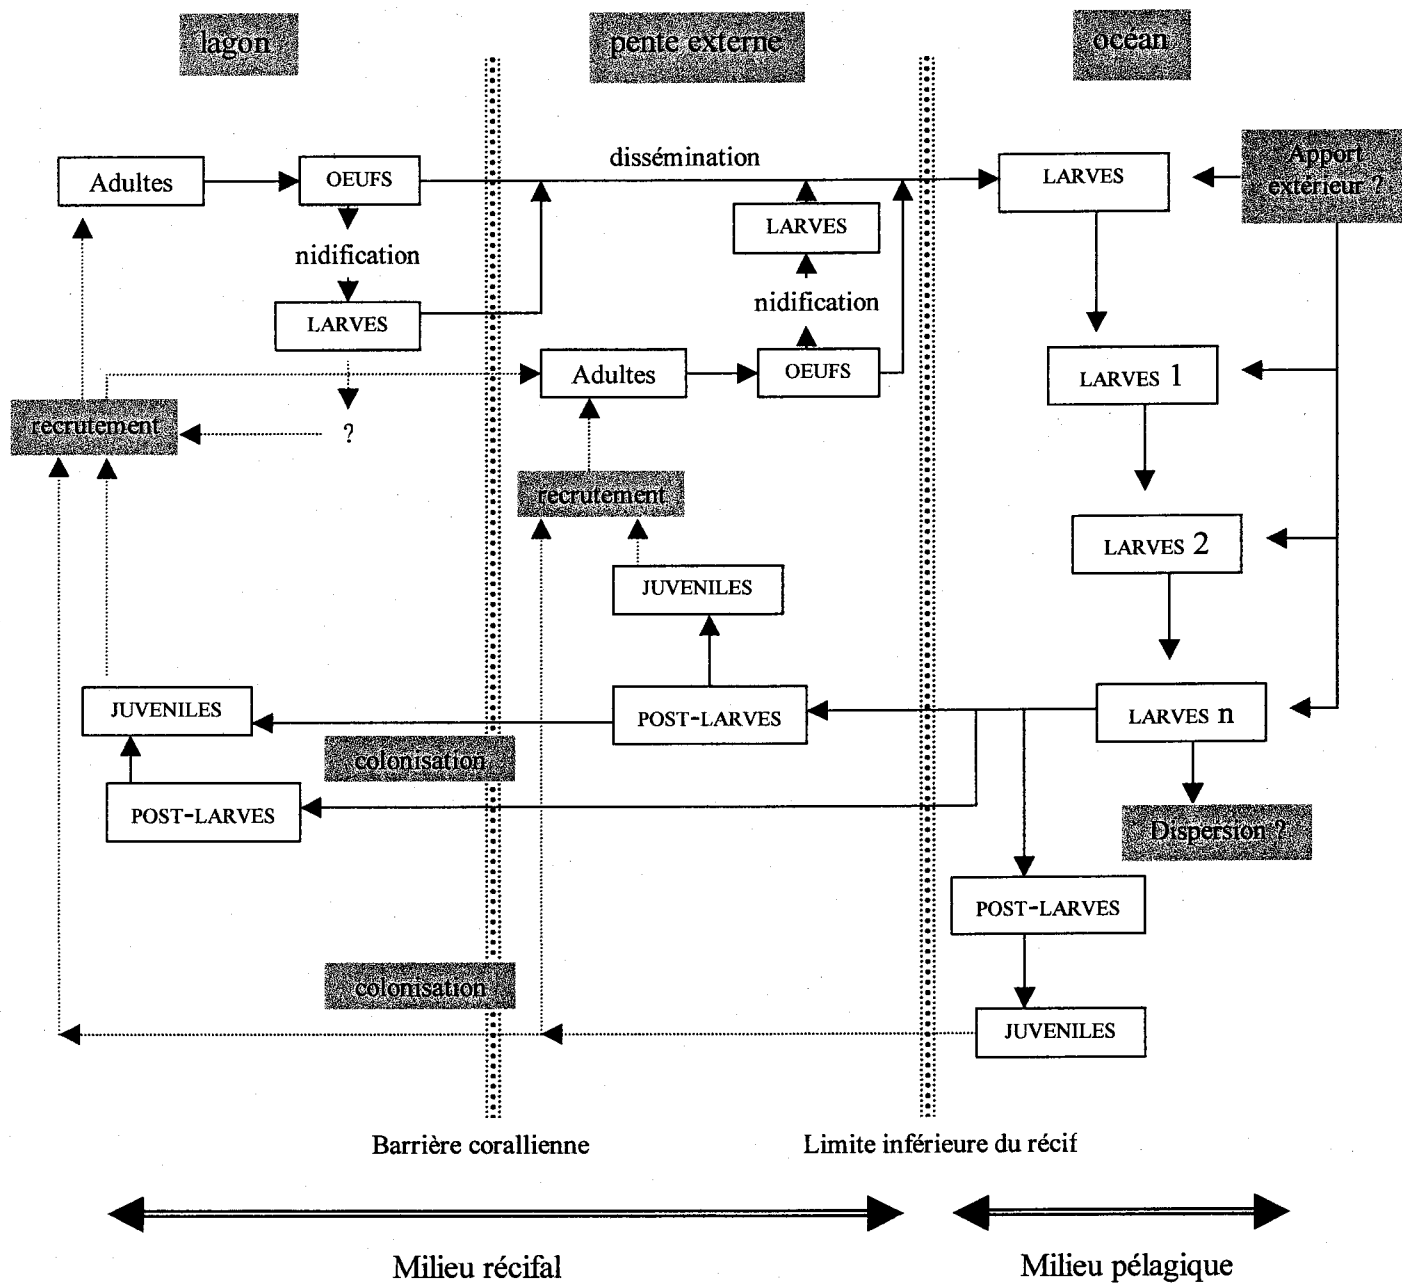 lagon
pente externe
océan
dissémination
Adultes
OEUFS
LARVES
Apport
extérieur ?
LARVES
nidification
LARVES
nidification
Adultes
OEUFS
LARVES 1
recrutement
?
recrutement
LARVES 2
JUVENILES
JUVENILES
POST-LARVES
LARVES n
colonisation
POST-LARVES
Dispersion ?
POST-LARVES
colonisation
JUVENILES
Barrière corallienne
Limite inférieure du récif
Milieu récifal
Milieu pélagique